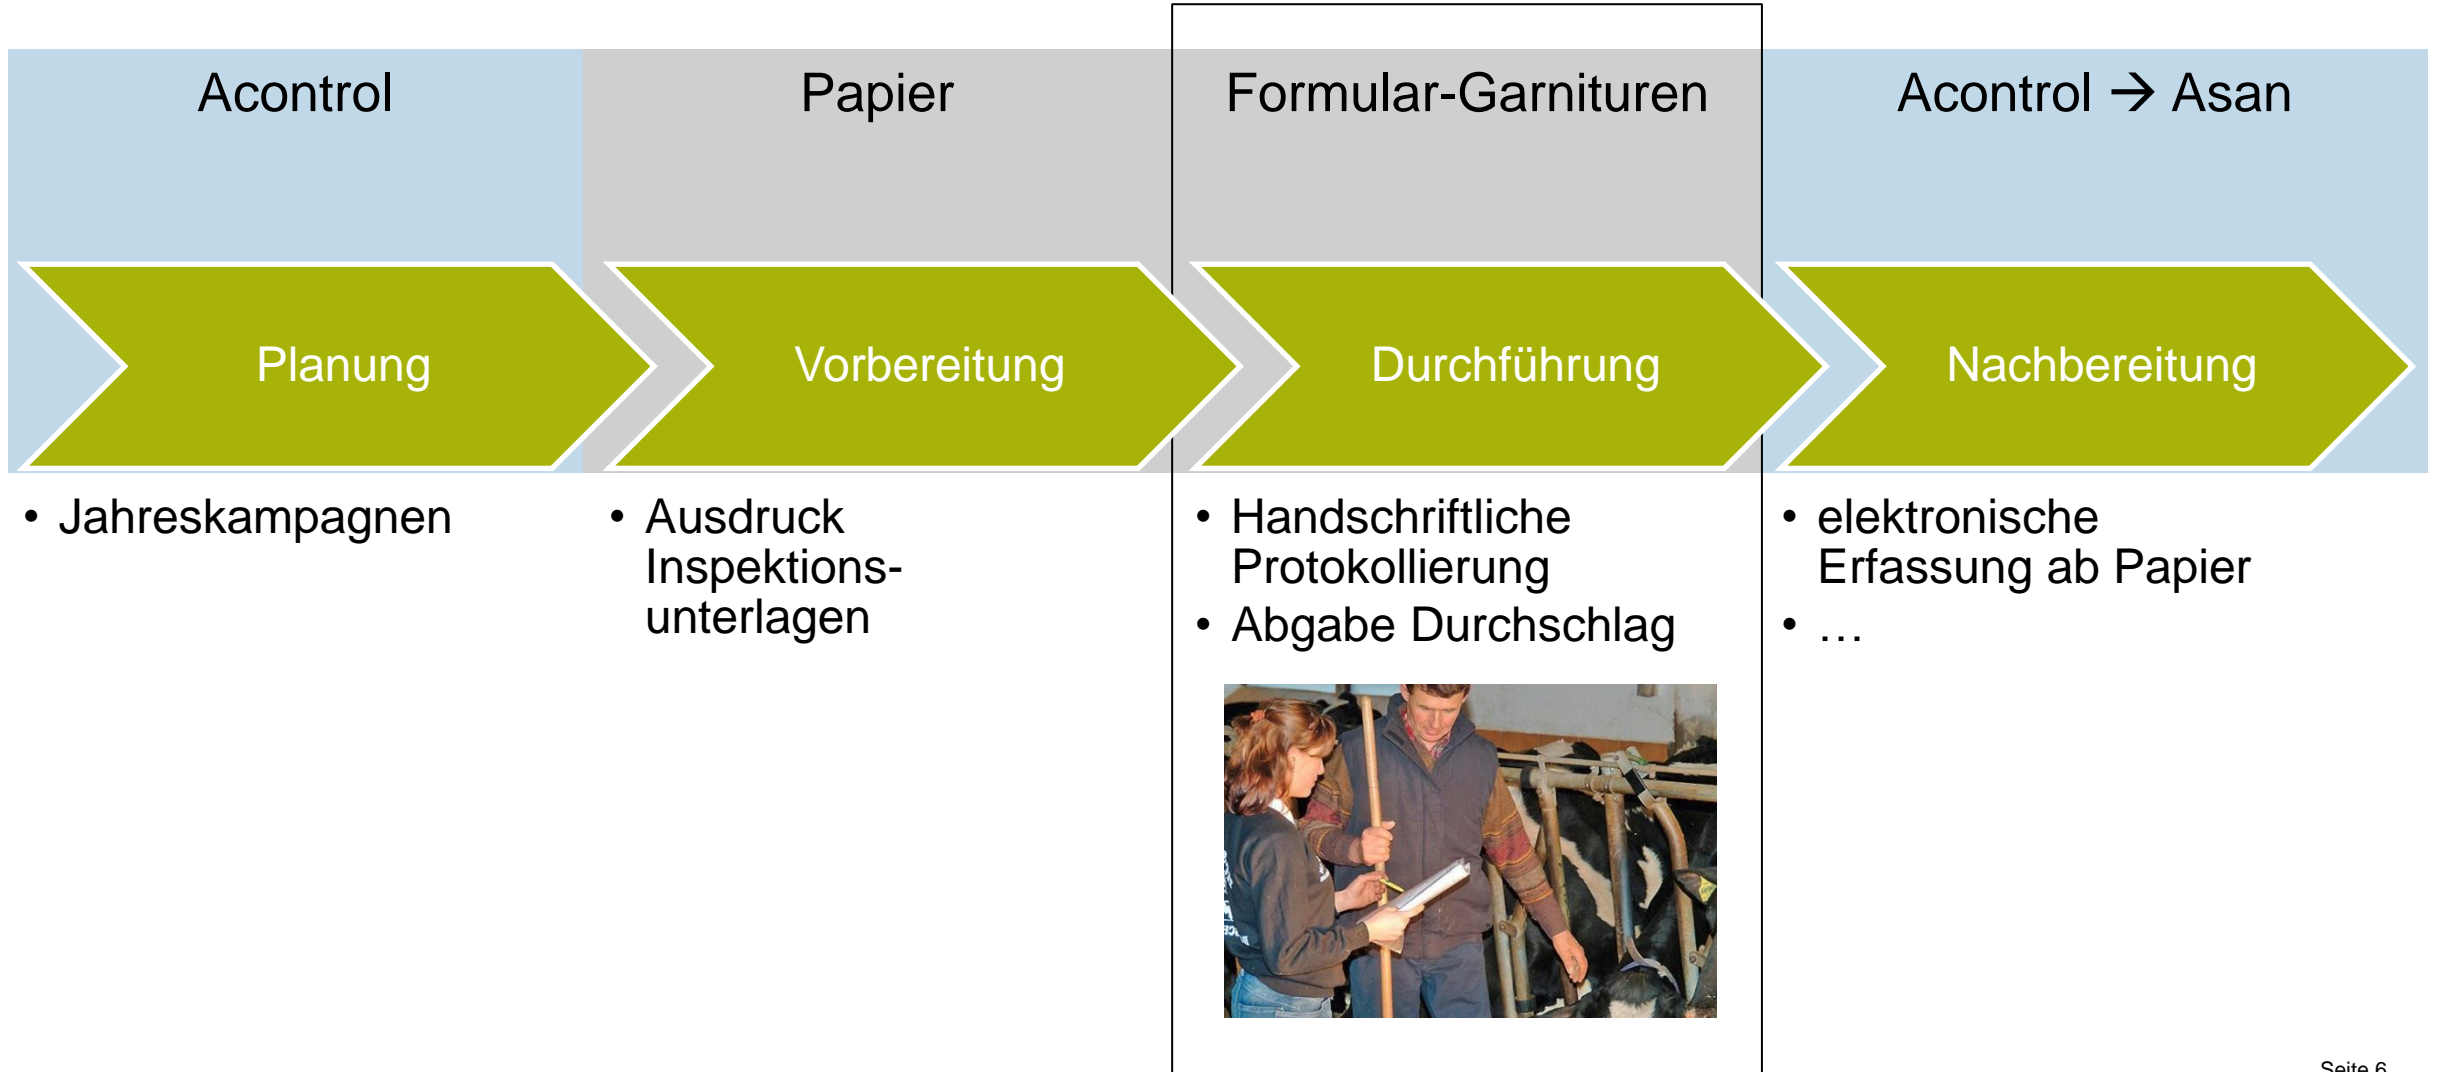 Acontrol
Papier
Formular-Garnituren
Acontrol → Asan
Planung
Vorbereitung
Durchführung
Nachbereitung
• Jahreskampagnen
• Ausdruck
Inspektions-
unterlagen
• Handschriftliche
Protokollierung
• Abgabe Durchschlag
• elektronische
Erfassung ab Papier
• …
Seite 6